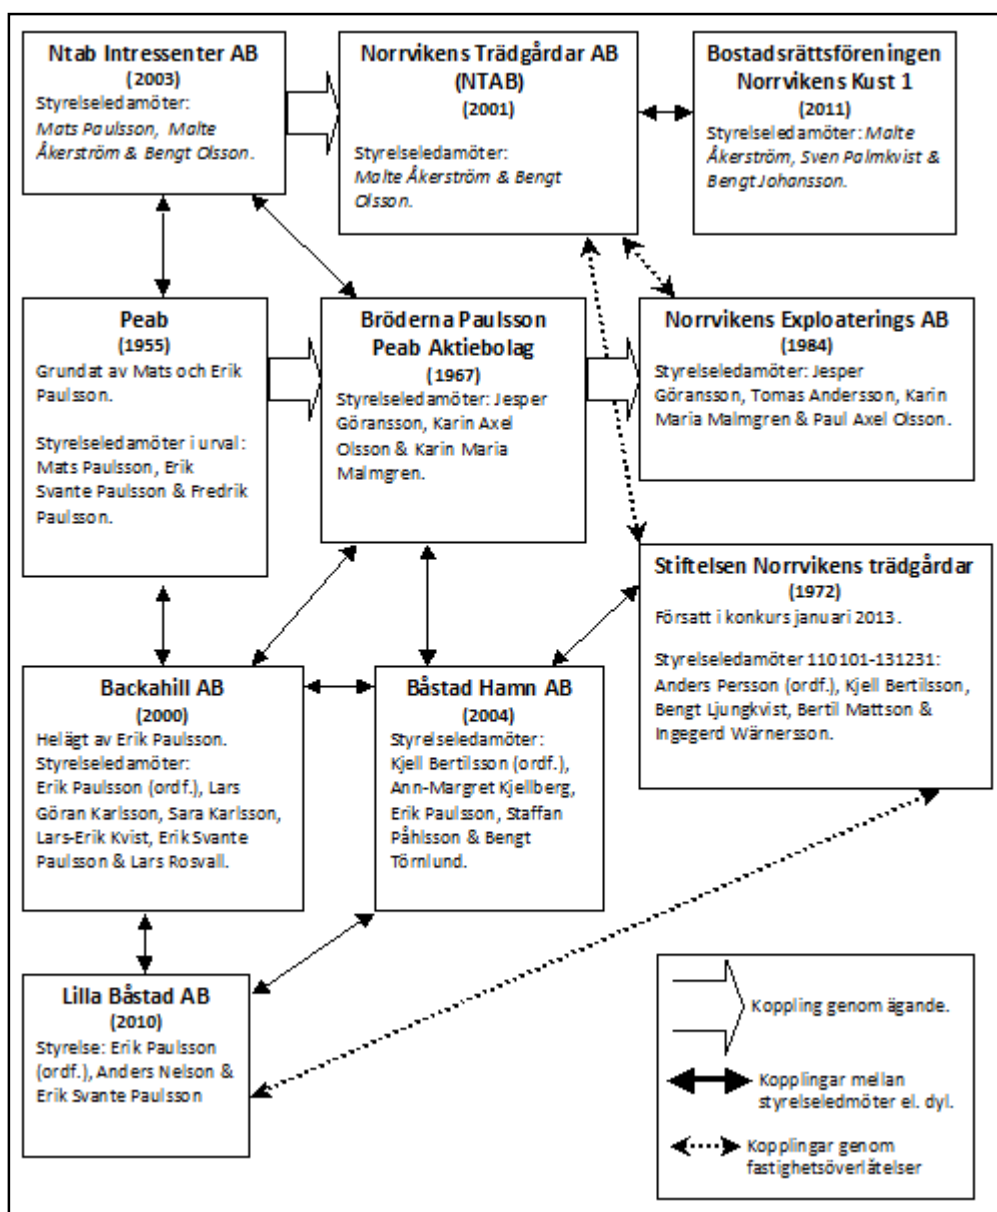 Ntab Intressenter AB
(2003)
Styrelseledamöter:
Mats Paulsson, Malte
Åkerström & Bengt Olsson.
Norrvikens Trädgårdar AB
(NTAB)
(2001)
Styrelseledamöter:
Malte Åkerström & Bengt
Olsson.
Bostadsrättsföreningen
Norrvikens Kust 1
(2011)
Styrelseledamöter: Malte
Åkerström, Sven Palmkvist &
Bengt Johansson.
Peab
(1955)
Grundat av Mats och Erik
Paulsson.
Styrelseledamöter i urval:
Mats Paulsson, Erik
Svante Paulsson & Fredrik
Paulsson.
Bröderna Paulsson
Peab Aktiebolag
(1967)
Styrelseledamöter: Jesper
Göransson, Karin Axel
Olsson & Karin Maria
Malmgren.
Norrvikens Exploaterings AB
(1984)
Styrelseledamöter: Jesper
Göransson, Tomas Andersson, Karin
Maria Malmgren & Paul Axel Olsson.
Stiftelsen Norrvikens trädgårdar
(1972)
Försatt i konkurs januari 2013.
Styrelseledamöter 110101-131231:
Anders Persson (ordf.), Kjell Bertilsson,
Bengt Ljungkvist, Bertil Mattson &
Ingegerd Wärnersson.
Backahill AB
(2000)
Helägt av Erik Paulsson.
Styrelseledamöter:
Erik Paulsson (ordf.), Lars
Göran Karlsson, Sara Karlsson,
Lars-Erik Kvist, Erik Svante
Paulsson & Lars Rosvall.
Båstad Hamn AB
(2004)
Styrelseledamöter:
Kjell Bertilsson (ordf.),
Ann-Margret Kjellberg,
Erik Paulsson, Staffan
Påhlsson & Bengt
Törnlund.
Lilla Båstad AB
(2010)
Styrelse: Erik Paulsson
(ordf.), Anders Nelson &
Erik Svante Paulsson
Koppling genom ägande.
Kopplingar mellan
styrelseledmöter el. dyl.
Kopplingar genom
fastighetsöverlåtelser